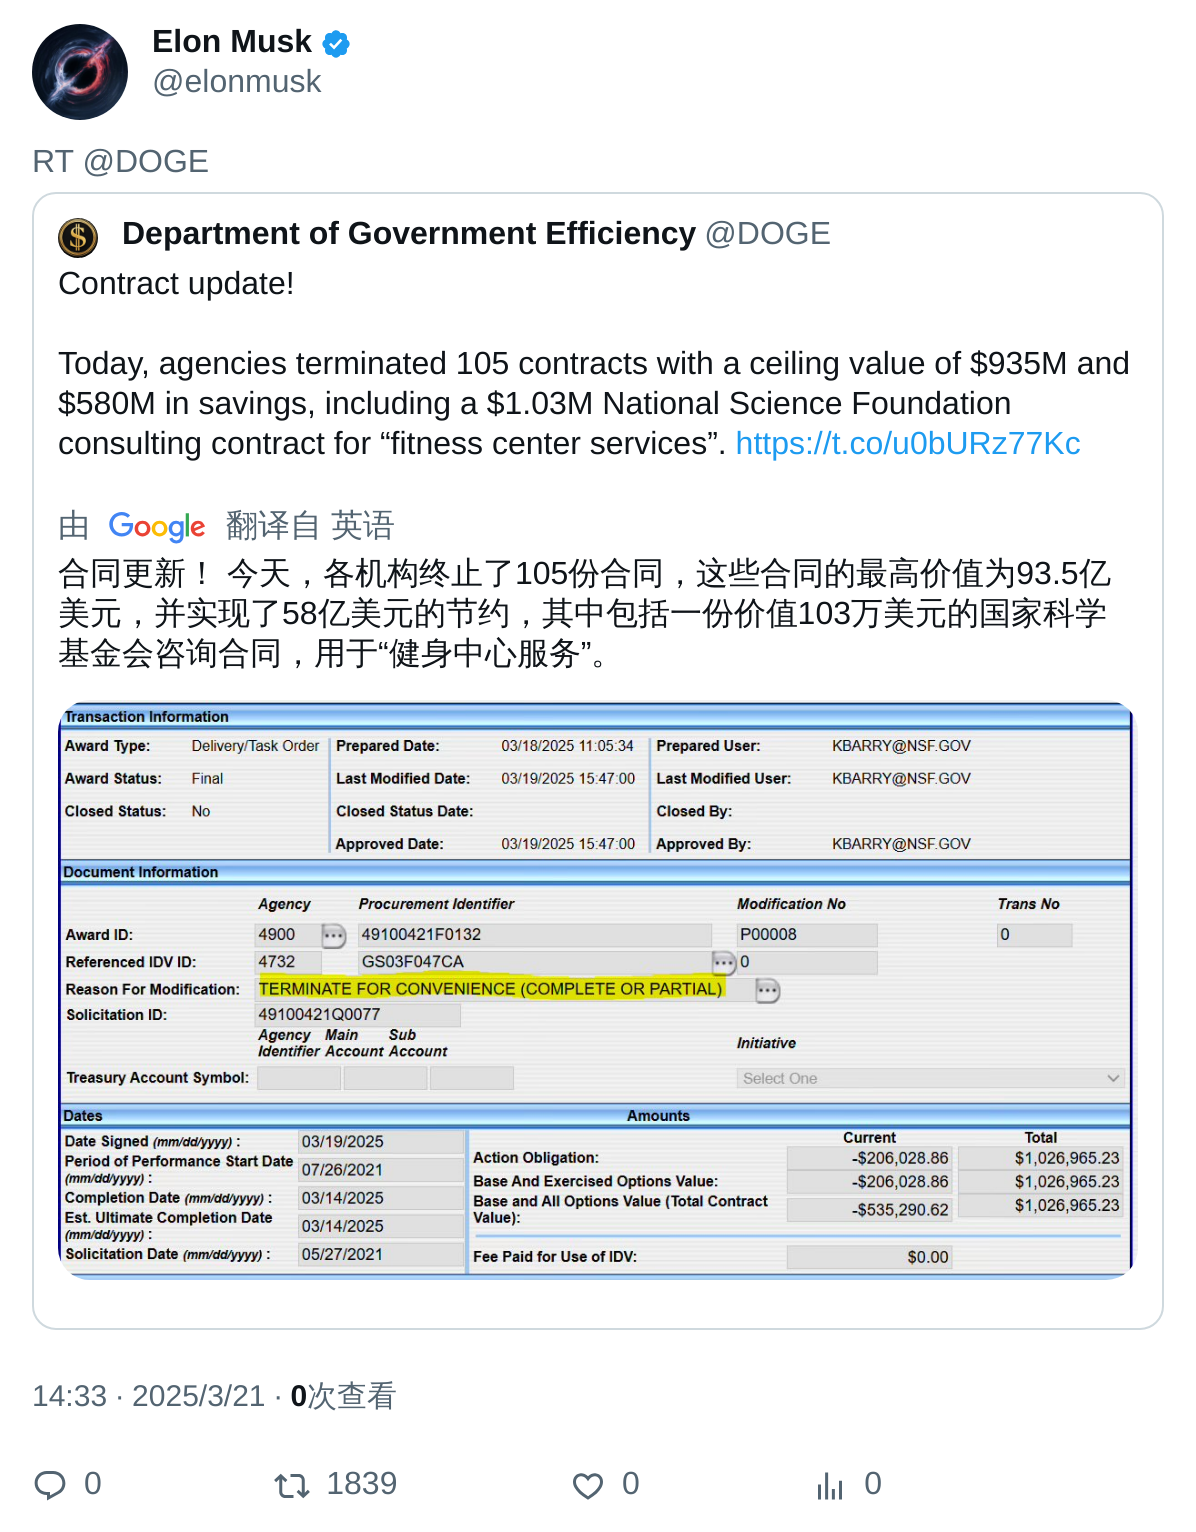 Elon Musk
@elonmusk
RT @DOGE
Department of Government Efficiency @DOGE
Contract update!
Today, agencies terminated 105 contracts with a ceiling value of $935M and
$580M in savings, including a $1.03M National Science Foundation
consulting contract for “fitness center services”. https://t.co/u0bURz77Kc
由 Google 翻译自 英语
合同更新！ 今天，各机构终止了105份合同，这些合同的最高价值为93.5亿
美元，并实现了58亿美元的节约，其中包括一份价值103万美元的国家科学
基金会咨询合同，用于“健身中心服务”。
Transaction Information
Award Type: Delivery/Task Order Prepared Date: 03/18/2025 11:05:34 Prepared User: KBARRY@NSF.GOV
Award Status: Final Last Modified Date: 03/19/2025 15:47:00 Last Modified User: KBARRY@NSF.GOV
Closed Status: No Closed Status Date: Closed By:
Approved Date: 03/19/2025 15:47:00 Approved By: KBARRY@NSF.GOV
Document Information
Agency Procurement Identifier Modification No Trans No
Award ID: 4900 49100421F0132 P00008 0
Referenced IDV ID: 4732 GS03F047CA 0
Reason For Modification: TERMINATE FOR CONVENIENCE (COMPLETE OR PARTIAL)
Solicitation ID: 49100421Q0077
Agency Main Sub
Identifier Account Account Initiative
Treasury Account Symbol: Select One
Dates Amounts
Current Total
Date Signed (mm/dd/yyyy) : 03/19/2025
Action Obligation: -$206,028.86 $1,026,965.23
Period of Performance Start Date
(mm/dd/yyyy) : 07/26/2021
Base And Exercised Options Value: -$206,028.86 $1,026,965.23
Completion Date (mm/dd/yyyy) : 03/14/2025
Base and All Options Value (Total Contract
Value): -$535,290.62 $1,026,965.23
Est. Ultimate Completion Date
(mm/dd/yyyy) : 03/14/2025
Solicitation Date (mm/dd/yyyy) : 05/27/2021
Fee Paid for Use of IDV: $0.00
14:33 · 2025/3/21 · 0次查看
0 1839 0 0